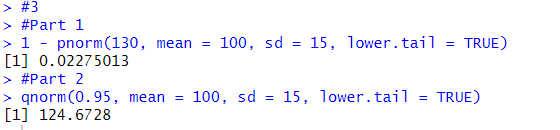 > #3
> #Part 1
> 1 - pnorm(130, mean = 100, sd = 15, lower.tail = TRUE)
[1] 0.02275013
> #Part 2
> qnorm(0.95, mean = 100, sd = 15, lower.tail = TRUE)
[1] 124.6728